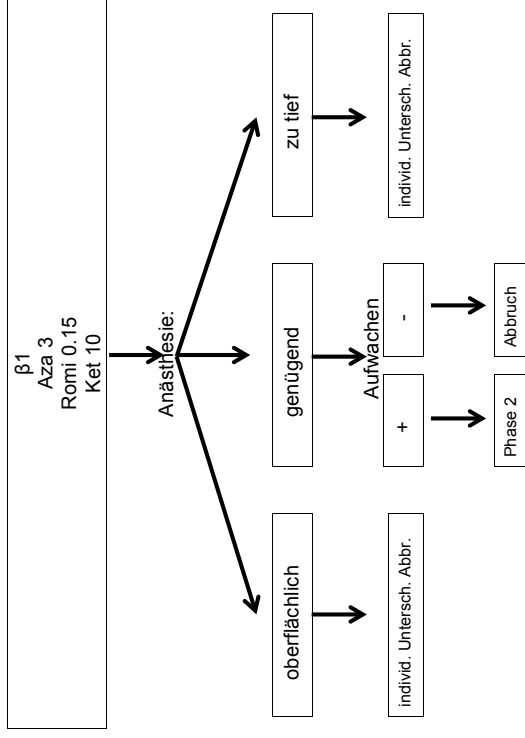 β1
Aza 3
Romi 0.15
Ket 10
Anästhesie:
oberflächlich
genügend
zu tief
individ. Untersch. Abbr.
Aufwachen
+
-
individ. Untersch. Abbr.
Phase 2
Abbruch